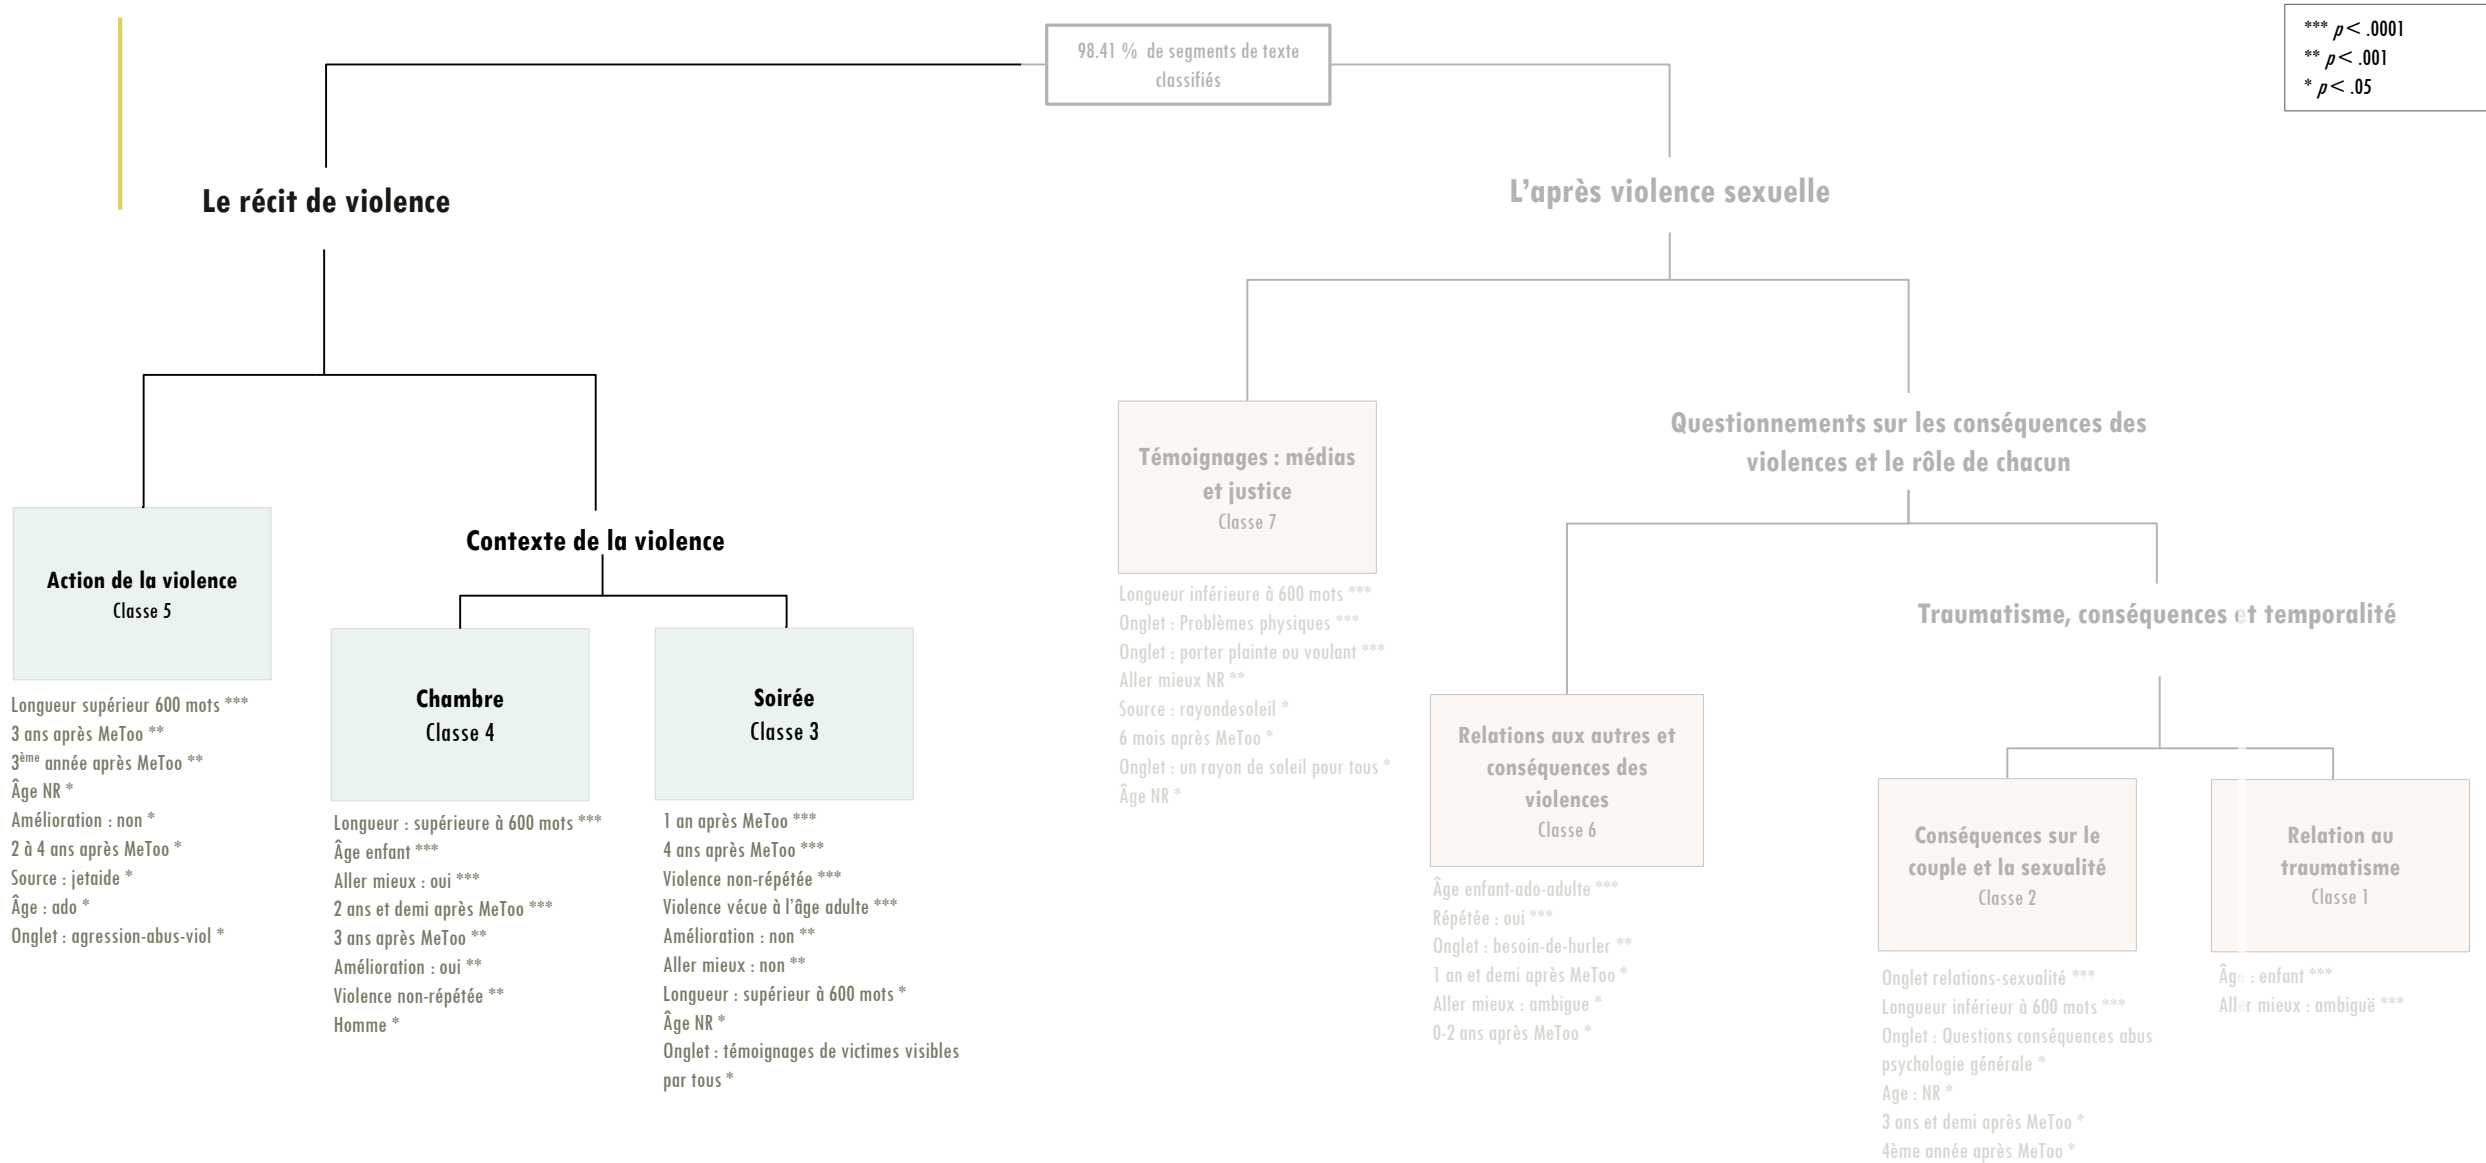 98.41 % de segments de texte
classifiés
*** p < .0001
** p < .001
* p < .05
Le récit de violence
L'après violence sexuelle
Action de la violence
Classe 5
Longueur supérieur 600 mots ***
3 ans après MeToo **
3ème année après MeToo **
Âge NR *
Amélioration : non *
2 à 4 ans après MeToo *
Source : jetaide *
Âge : ado *
Onglet : agression-abus-viol *
Contexte de la violence
Chambre
Classe 4
Longueur : supérieure à 600 mots ***
Âge enfant ***
Aller mieux : oui ***
2 ans et demi après MeToo ***
3 ans après MeToo **
Amélioration : oui **
Violence non-répétée **
Homme *
Soirée
Classe 3
1 an après MeToo ***
4 ans après MeToo ***
Violence non-répétée ***
Violence vécue à l'âge adulte ***
Amélioration : non **
Aller mieux : non **
Longueur : supérieur à 600 mots *
Âge NR *
Onglet : témoignages de victimes visibles
par tous *
Témoignages : médias
et justice
Classe 7
Longueur inférieure à 600 mots ***
Onglet : Problèmes physiques ***
Onglet : porter plainte ou voulant ***
Aller mieux NR **
Source : rayondesoleil *
6 mois après MeToo *
Onglet : un rayon de soleil pour tous *
Âge NR *
Questionnements sur les conséquences des
violences et le rôle de chacun
Relations aux autres et
conséquences des
violences
Classe 6
Âge enfant-ado-adulte ***
Répétée : oui ***
Onglet : besoin-de-hurler **
1 an et demi après MeToo *
Aller mieux : ambigue *
0-2 ans après MeToo *
Traumatisme, conséquences et temporalité
Conséquences sur le
couple et la sexualité
Classe 2
Onglet relations-sexualité ***
Longueur inférieure à 600 mots ***
Onglet : Questions conséquences abus
psychologie générale *
Age : NR *
3 ans et demi après MeToo *
4ème année après MeToo *
Relation au
traumatisme
Classe 1
Âge : enfant ***
Aller mieux : ambiguë ***